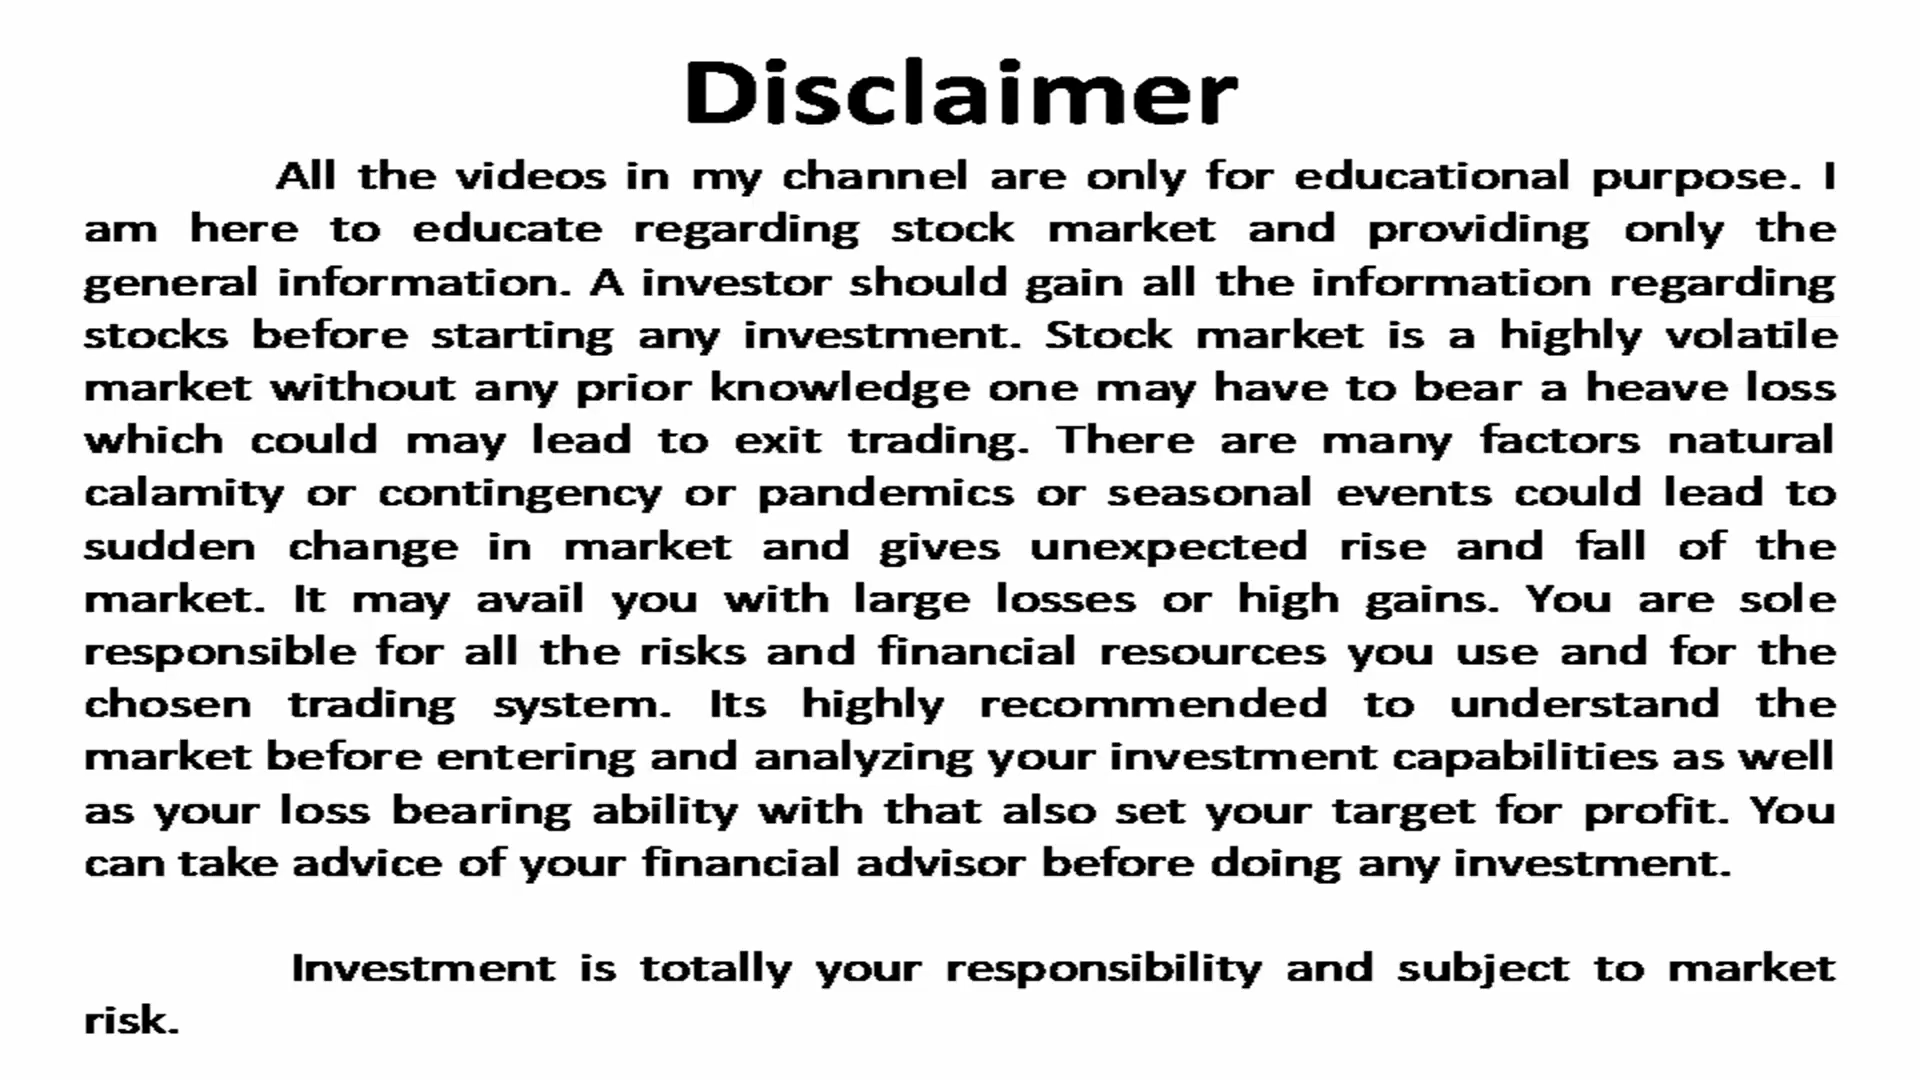 Disclaimer
All the videos in my channel are only for educational purpose. I
am here to educate regarding stock market and providing only the
general information. A investor should gain all the information regarding
stocks before starting any investment. Stock market is a highly volatile
market without any prior knowledge one may have to bear a heave loss
which could may lead to exit trading. There are many factors natural
calamity or contingency or pandemics or seasonal events could lead to
sudden change in market and gives unexpected rise and fall of the
market. It may avail you with large losses or high gains. You are sole
responsible for all the risks and financial resources you use and for the
chosen trading system. Its highly recommended to understand the
market before entering and analyzing your investment capabilities as well
as your loss bearing ability with that also set your target for profit. You
can take advice of your financial advisor before doing any investment.
Investment is totally your responsibility and subject to market
risk.